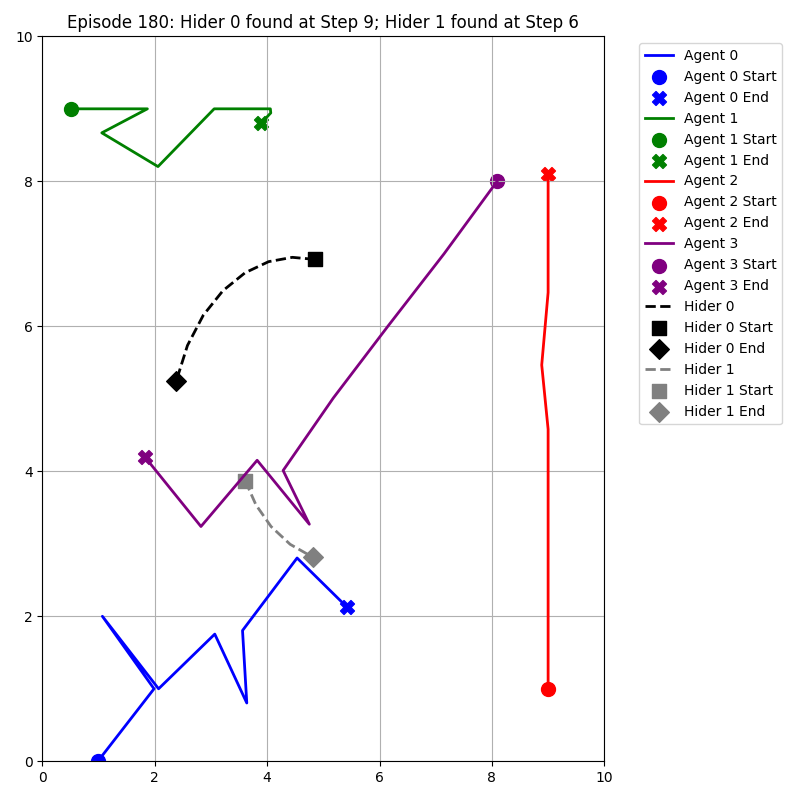 Episode 180: Hider 0 found at Step 9; Hider 1 found at Step 6
10
8
6
4
2
0
0
2
4
6
8
10
Agent 0
Agent 0 Start
Agent 0 End
Agent 1
Agent 1 Start
Agent 1 End
Agent 2
Agent 2 Start
Agent 2 End
Agent 3
Agent 3 Start
Agent 3 End
Hider 0
Hider 0 Start
Hider 0 End
Hider 1
Hider 1 Start
Hider 1 End